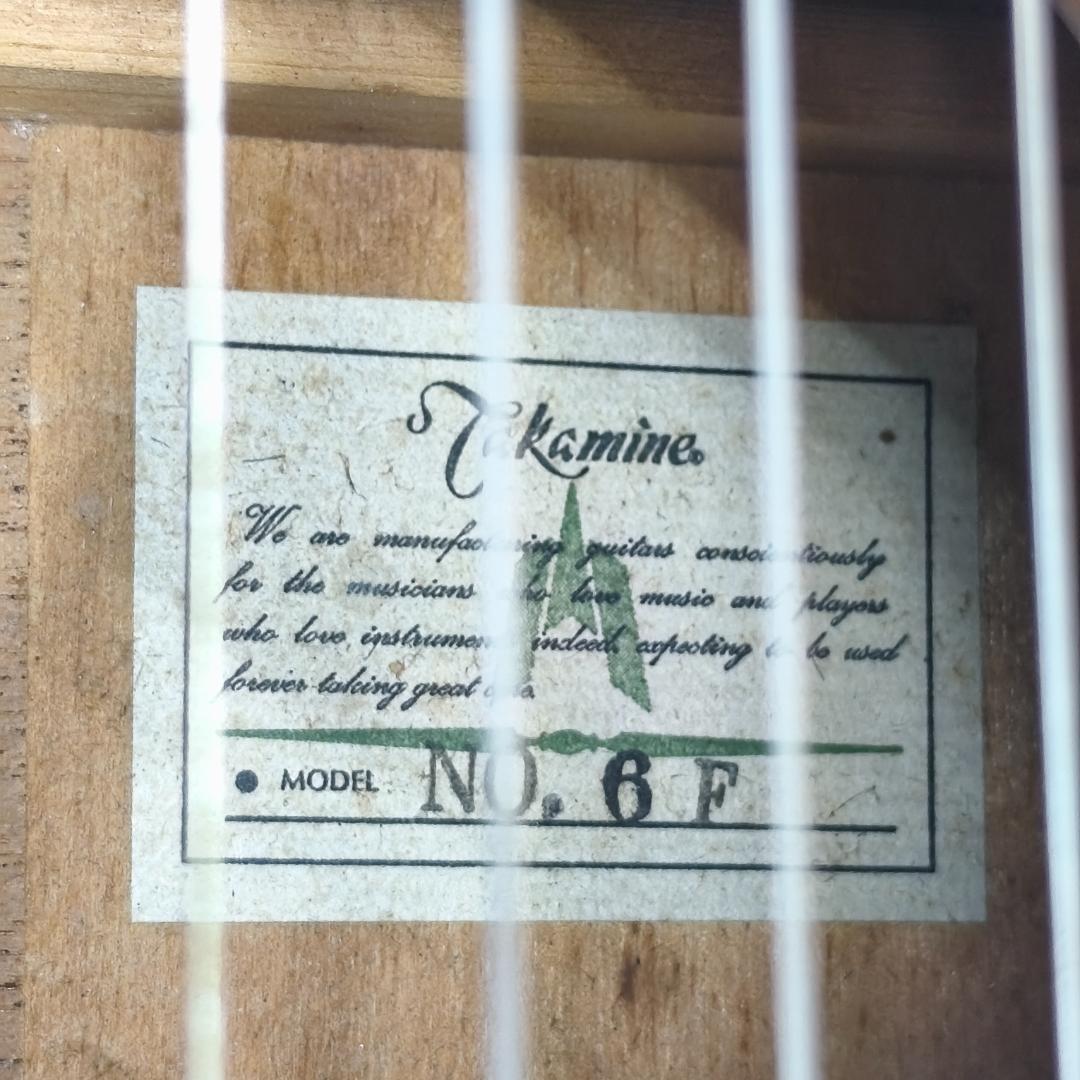 Takamine
We are manufacturing guitars conscientiously
for the musicians who love music and players
who love instrument indeed, expecting to be used
forever taking great care.
MODEL NO. 6 F